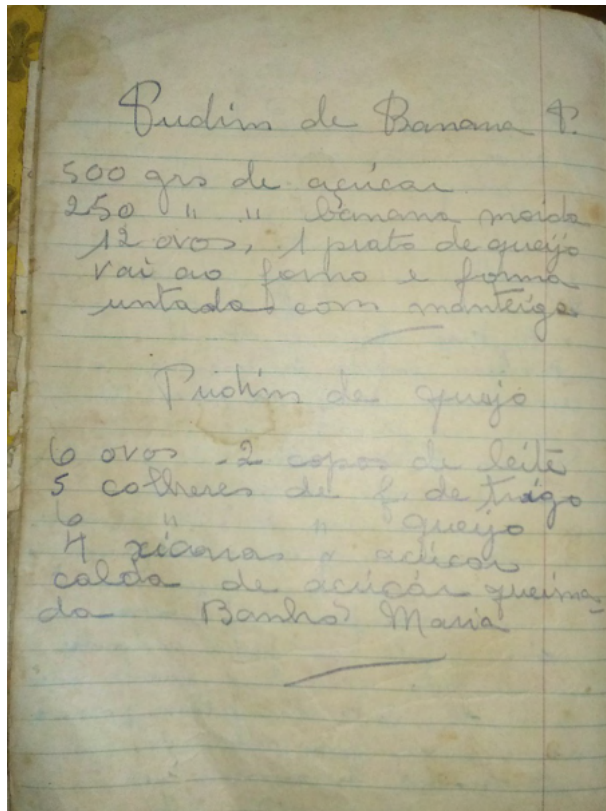 Pudim de Banana P.
500 grs de açúcar
250 " " banana moida
12 ovos, 1 prato de queijo
vai ao forno e forma
untada com manteiga
Pudim de queijo
6 ovos - 2 copos de leite
5 colheres de f. de trigo
6 " " queijo
4 xicaras " açúcar
calda de açúcar queima-
da Banho Maria